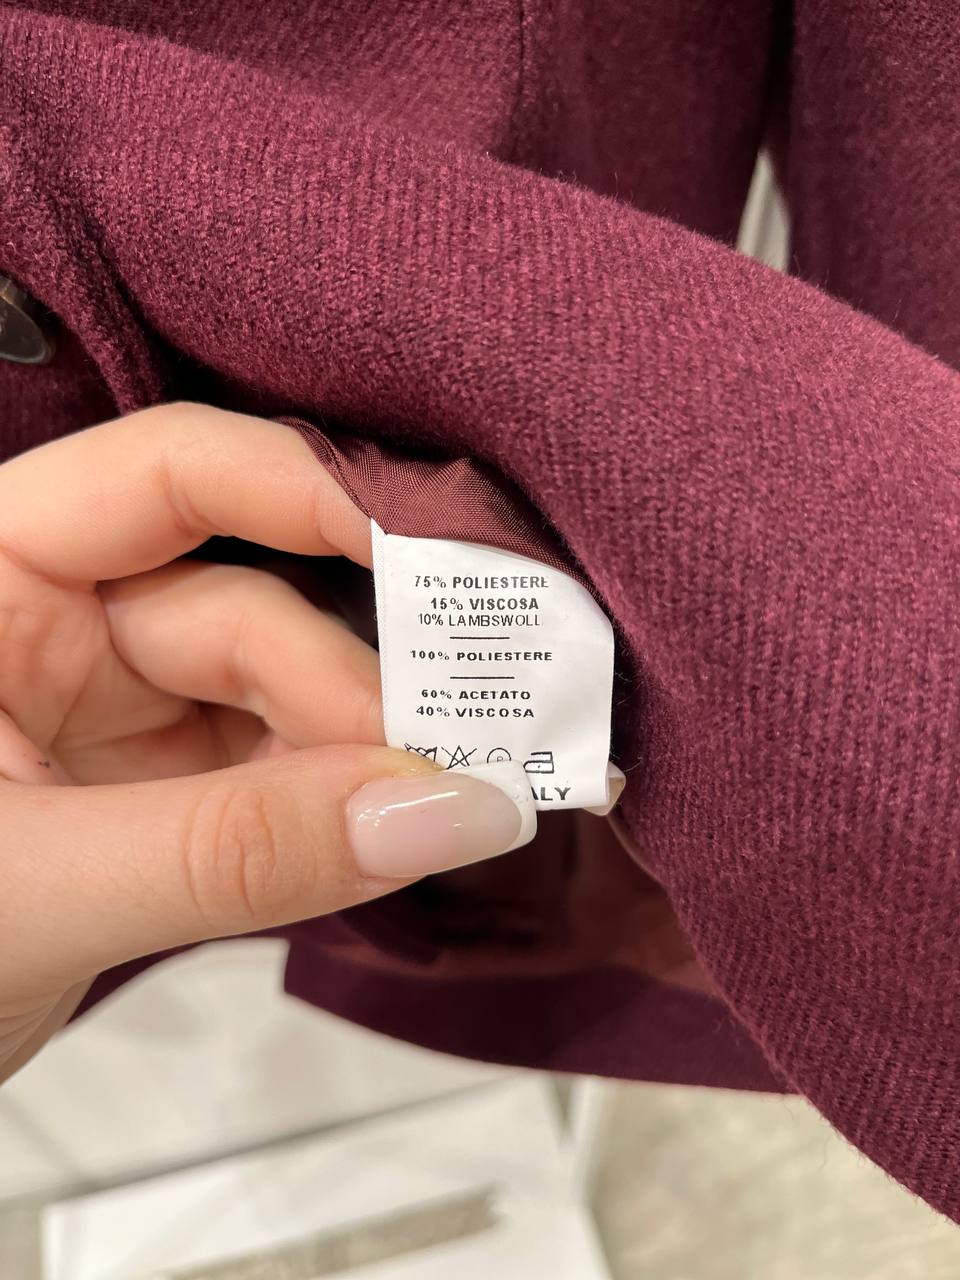 75% POLIESTERE
15% VISCOSA
10% LAMBSWOLL
100% POLIESTERE
60% ACETATO
40% VISCOSA
P